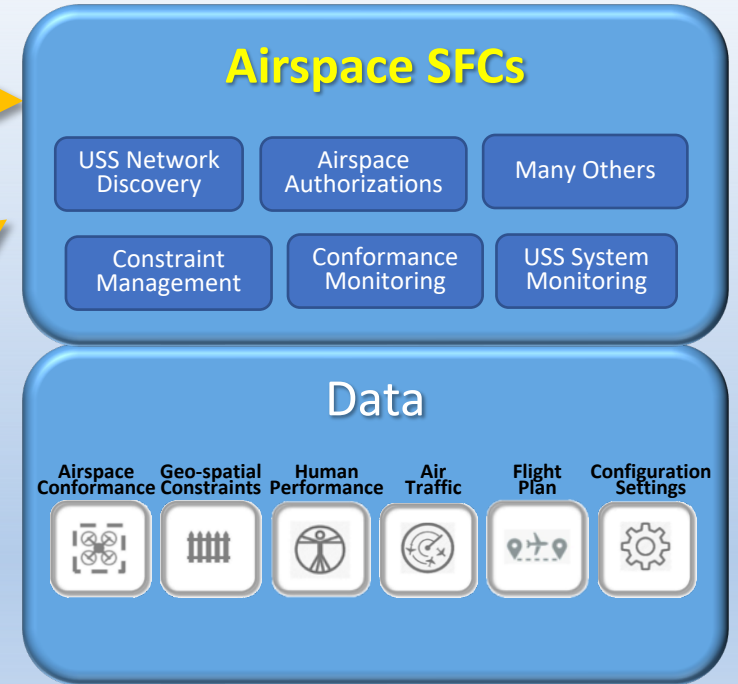 Airspace SFCs
USS Network
Discovery
Airspace
Authorizations
Many Others
Constraint
Management
Conformance
Monitoring
USS System
Monitoring
Data
Airspace
Conformance
Geo-spatial
Constraints
Human
Performance
Air
Traffic
Flight
Plan
Configuration
Settings